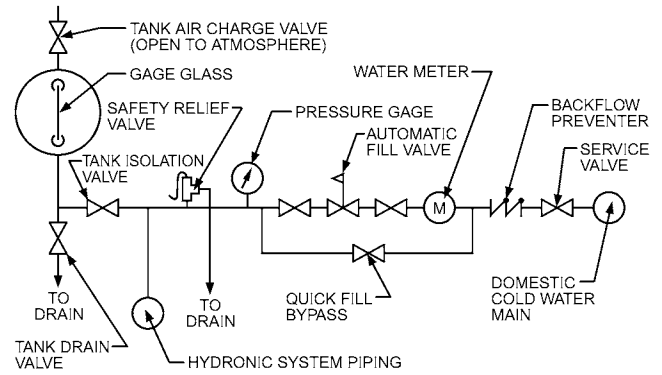 TANK AIR CHARGE VALVE
(OPEN TO ATMOSPHERE)
GAGE GLASS
SAFETY RELIEF
VALVE
TANK ISOLATION
VALVE
PRESSURE GAGE
WATER METER
AUTOMATIC
FILL VALVE
BACKFLOW
PREVENTER
SERVICE
VALVE
M
TO
DRAIN
TANK DRAIN
VALVE
TO
DRAIN
HYDRONIC SYSTEM PIPING
QUICK FILL
BYPASS
DOMESTIC
COLD WATER
MAIN